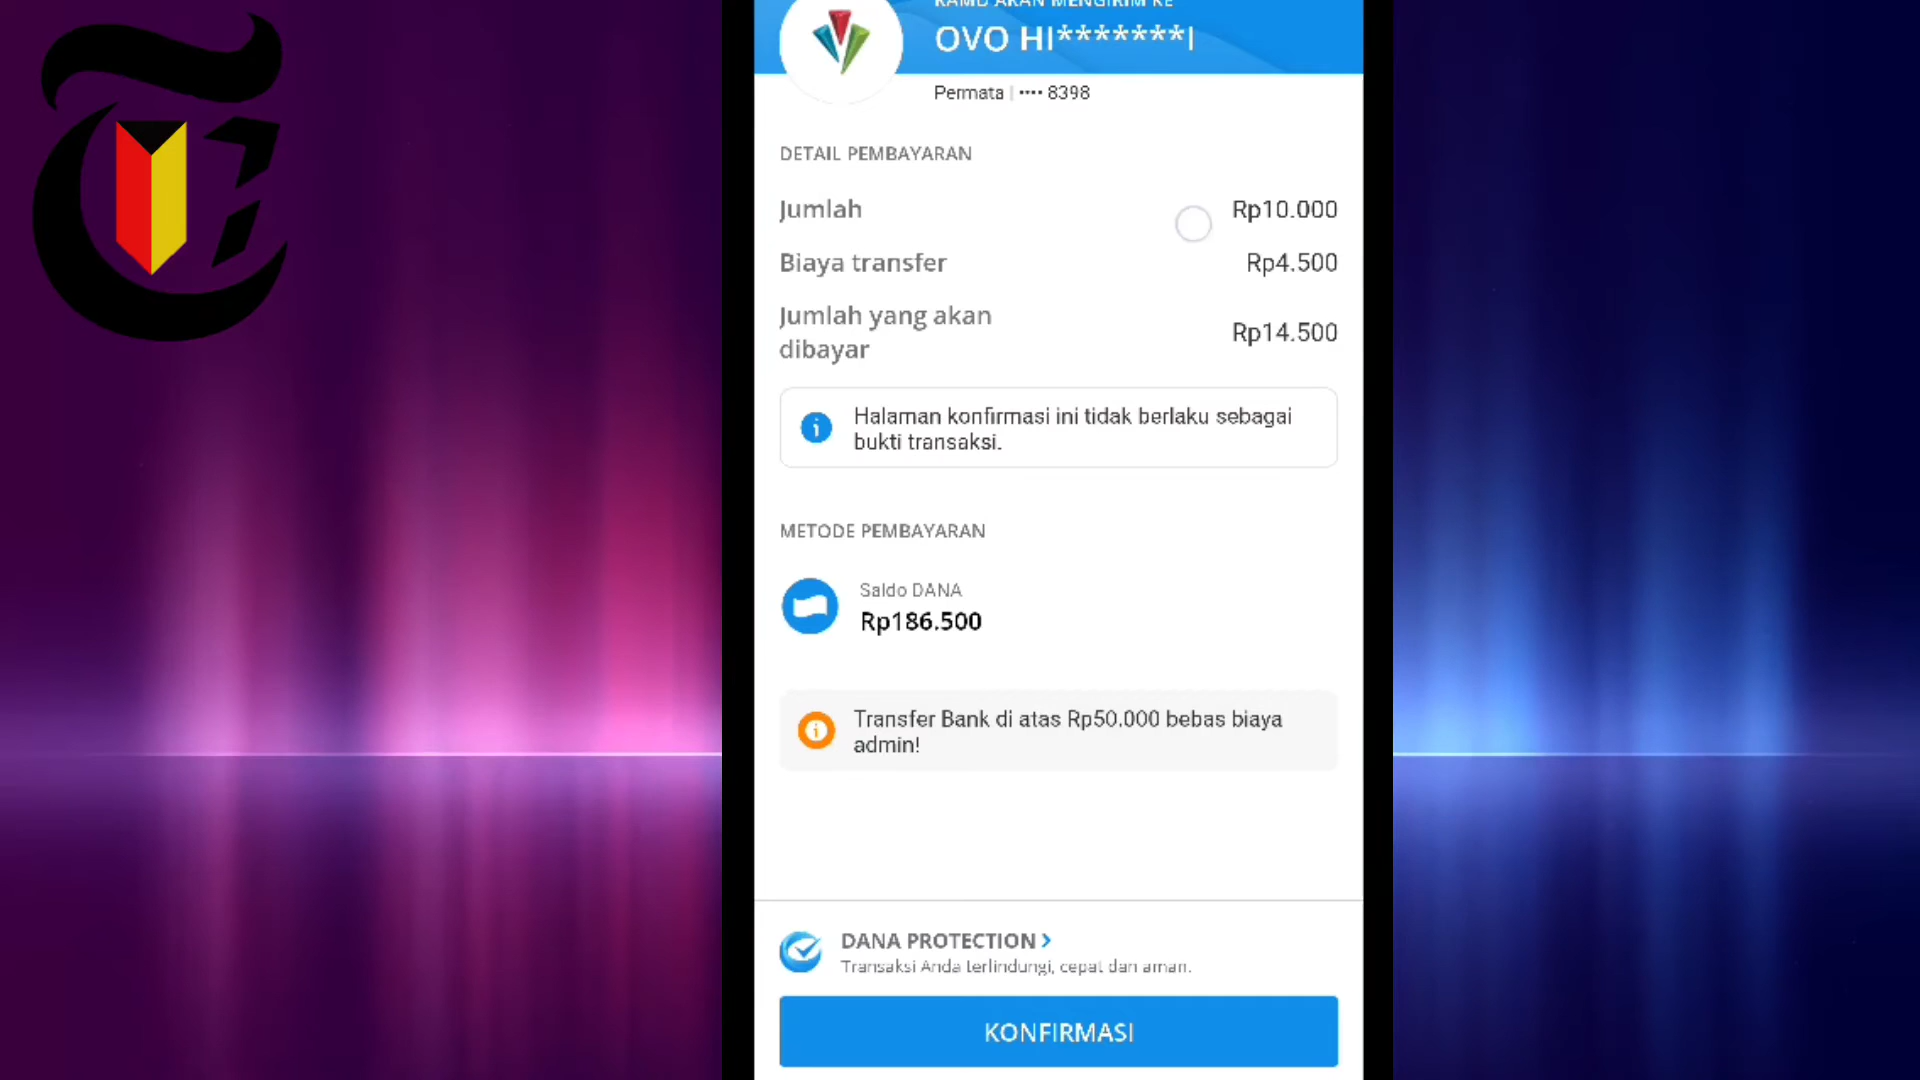 OVO HI*******I
Permata | •••• 8398
DETAIL PEMBAYARAN
Jumlah Rp10.000
Biaya transfer Rp4.500
Jumlah yang akan
dibayar Rp14.500
Halaman konfirmasi ini tidak berlaku sebagai
bukti transaksi.
METODE PEMBAYARAN
Saldo DANA
Rp186.500
Transfer Bank di atas Rp50.000 bebas biaya
admin!
DANA PROTECTION >
Transaksi Anda terlindungi, cepat dan aman.
KONFIRMASI